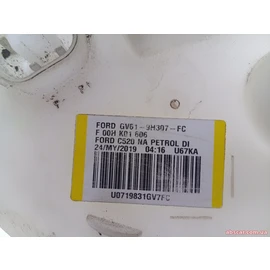 FORD GV61-9H307-FC
F 00H K01 606
FORD C520 NA PETROL DI
24/MY/2019 04:16 U67KA
U0719831GV7FC